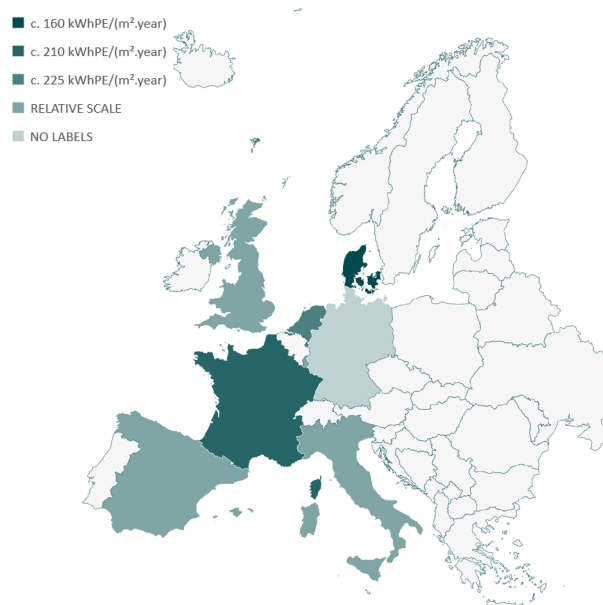 c. 160 kWhPE/(m².year)
c. 210 kWhPE/(m².year)
c. 225 kWhPE/(m².year)
RELATIVE SCALE
NO LABELS